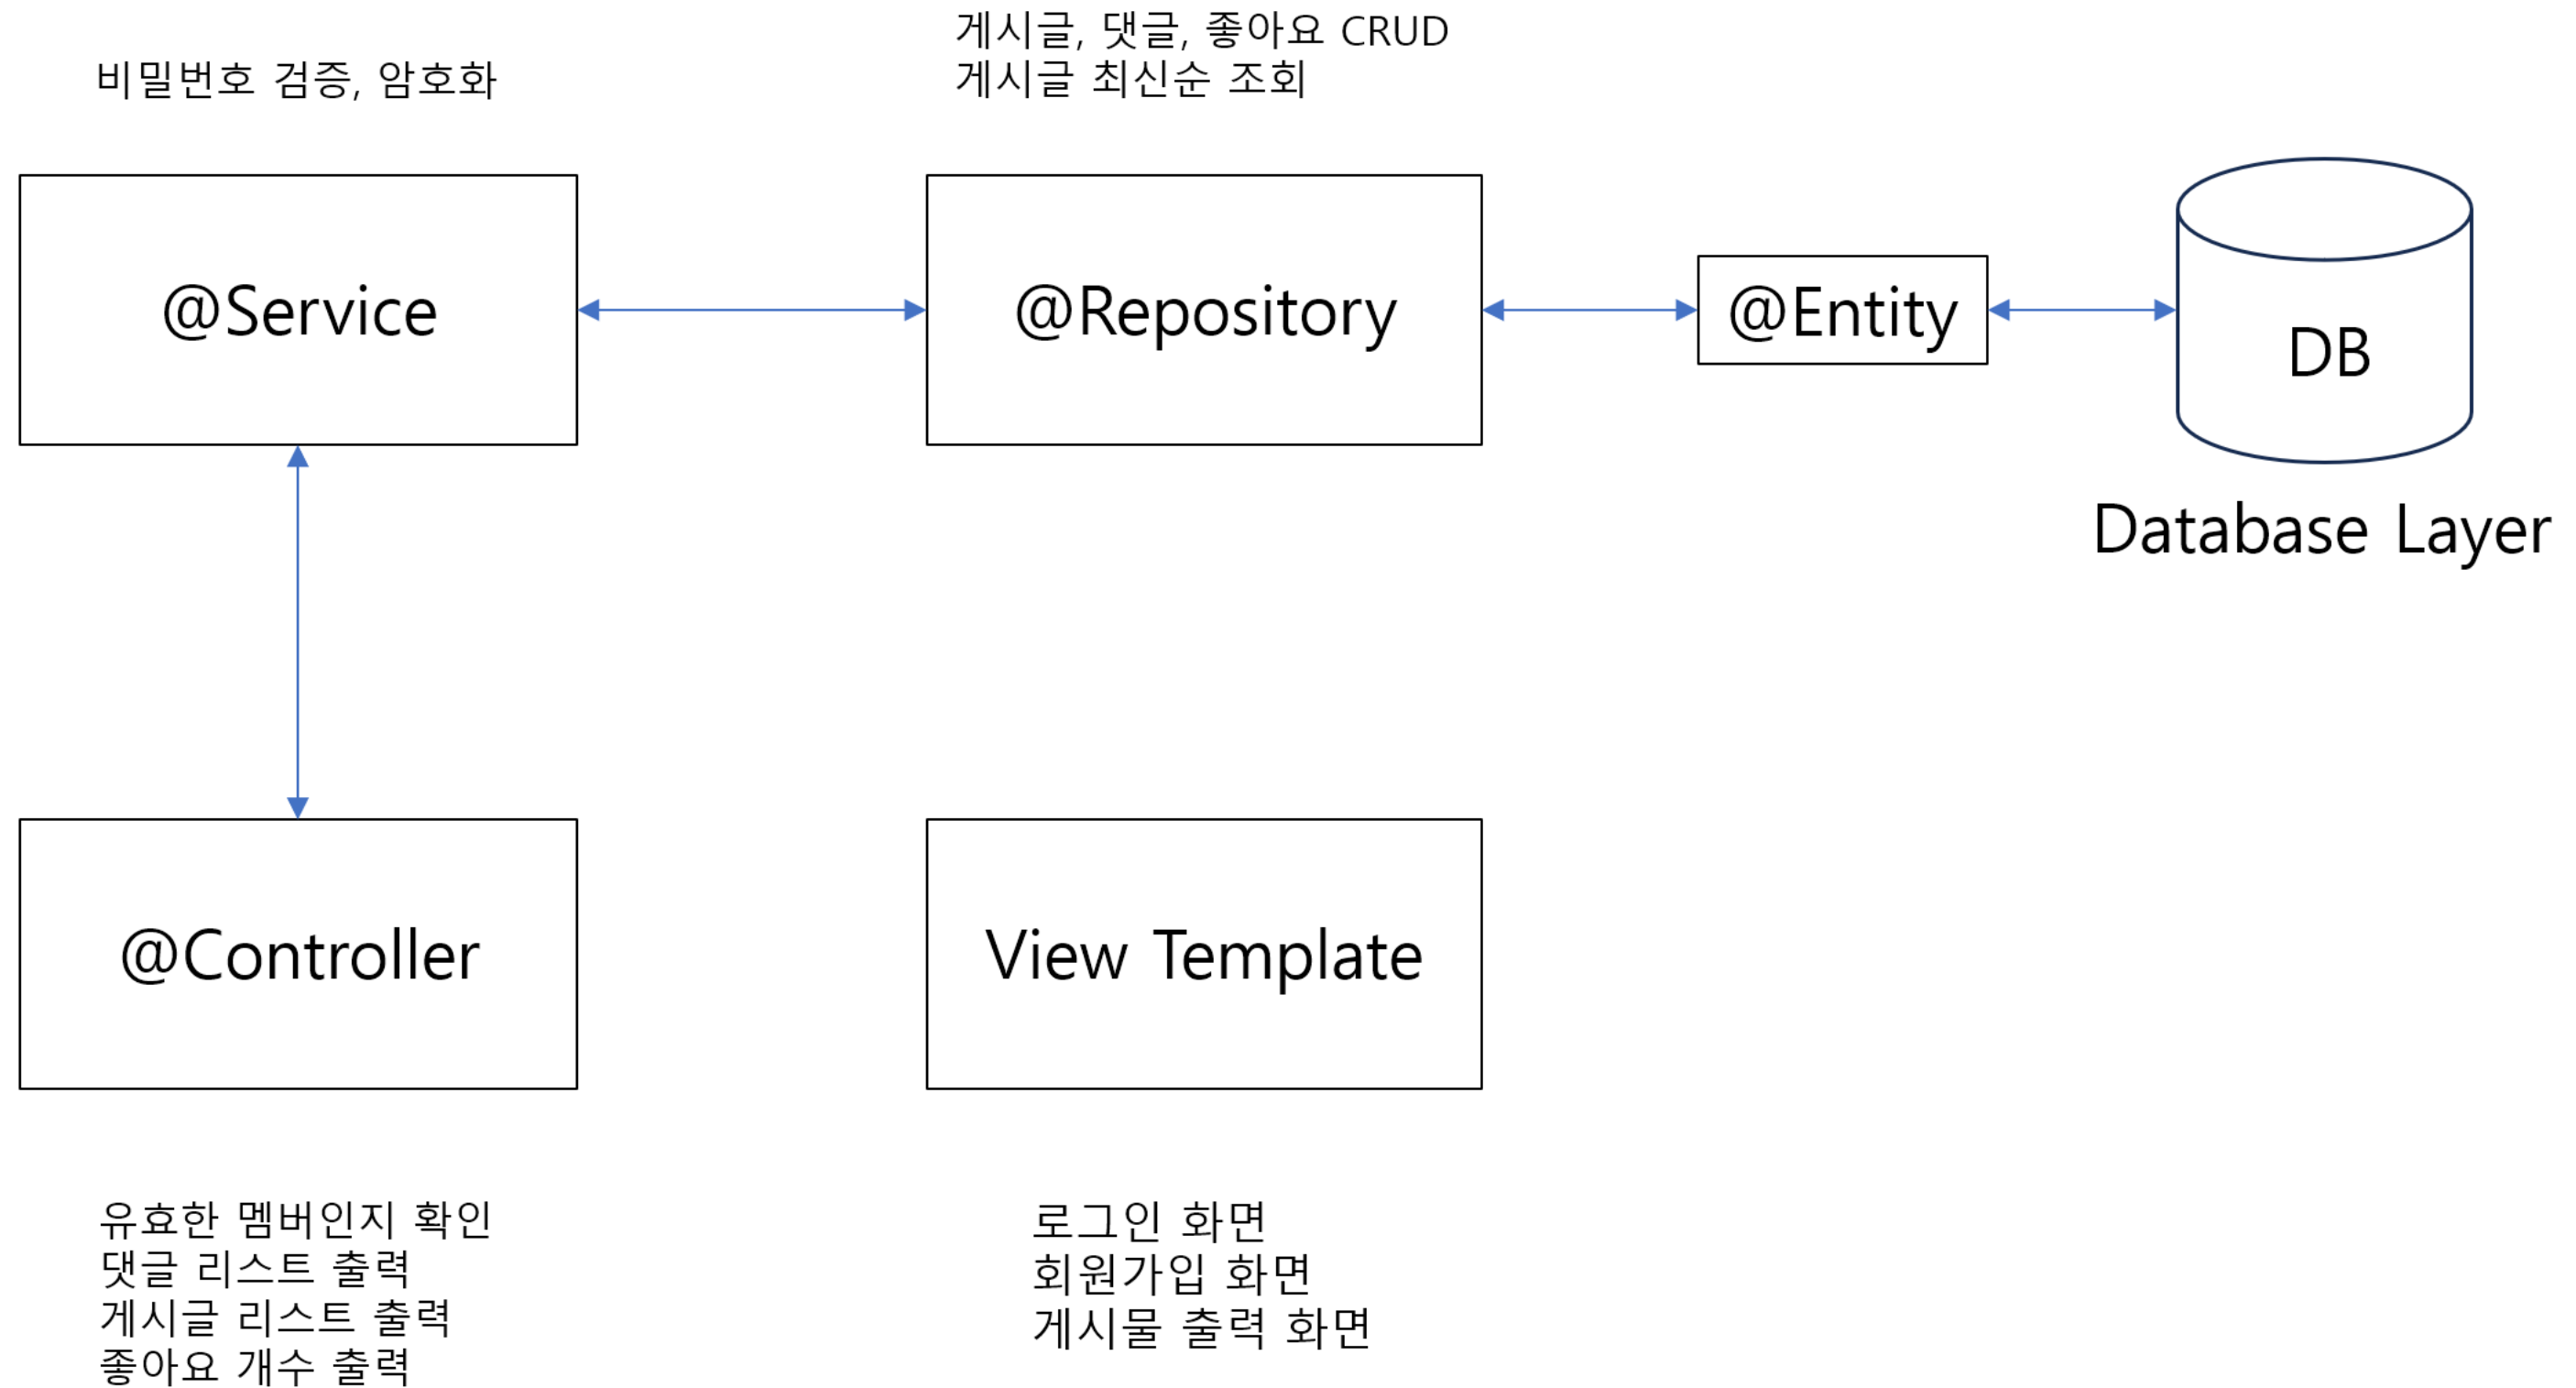 비밀번호 검증, 암호화
게시글, 댓글, 좋아요 CRUD
게시글 최신순 조회
@Service
@Repository
@Entity
DB
Database Layer
@Controller
View Template
유효한 멤버인지 확인
댓글 리스트 출력
게시글 리스트 출력
좋아요 개수 출력
로그인 화면
회원가입 화면
게시물 출력 화면